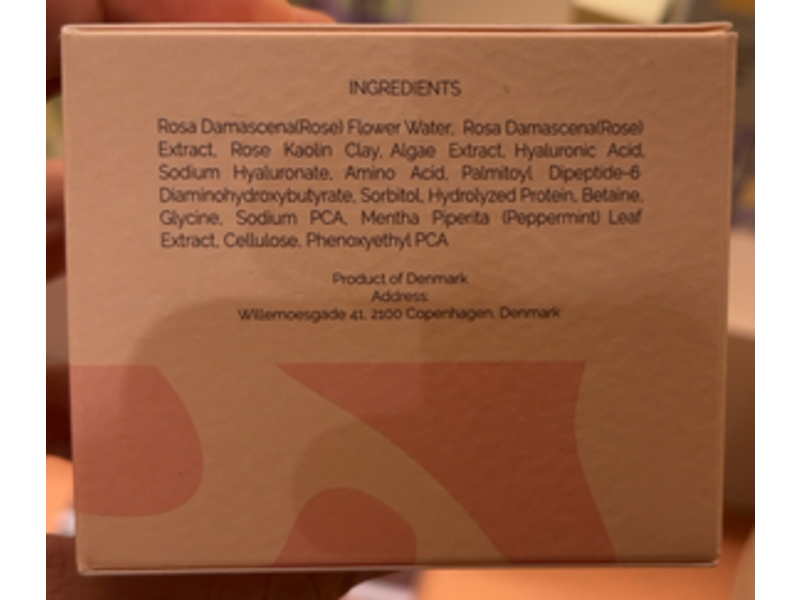 INGREDIENTS
Rosa Damascena(Rose) Flower Water, Rosa Damascena(Rose)
Extract, Rose Kaolin Clay, Algae Extract, Hyaluronic Acid,
Sodium Hyaluronate, Amino Acid, Palmitoyl Dipeptide-6
Diaminohydroxybutyrate, Sorbitol, Hydrolyzed Protein, Betaine,
Glycine, Sodium PCA, Mentha Piperita (Peppermint) Leaf
Extract, Cellulose, Phenoxyethyl PCA
Product of Denmark
Address:
Willemoesgade 41, 2100 Copenhagen, Denmark